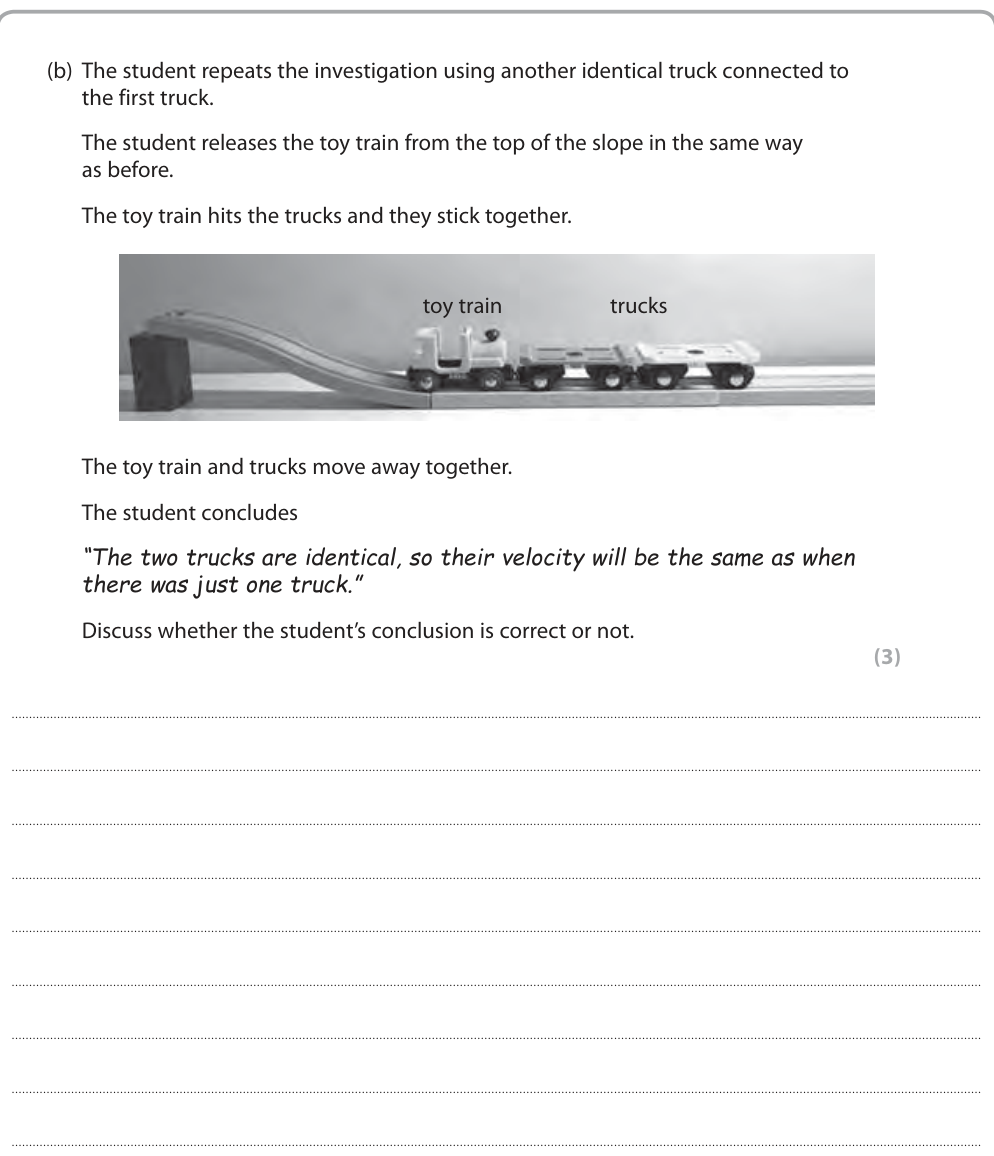 (b) The student repeats the investigation using another identical truck connected to
the first truck.
The student releases the toy train from the top of the slope in the same way
as before.
The toy train hits the trucks and they stick together.
toy train trucks
The toy train and trucks move away together.
The student concludes
“The two trucks are identical, so their velocity will be the same as when
there was just one truck.”
Discuss whether the student’s conclusion is correct or not.
(3)